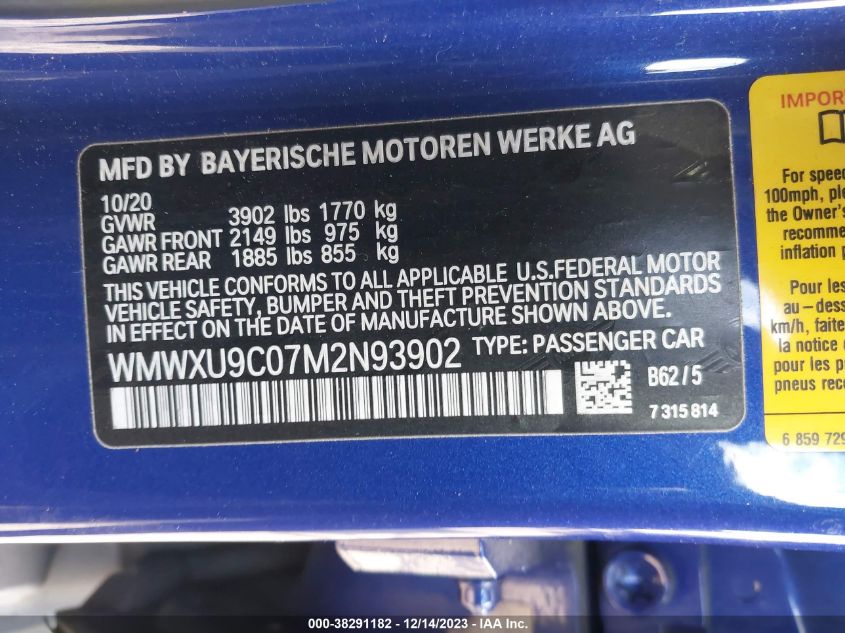 MFD BY BAYERISCHE MOTOREN WERKE AG
10/20
GVWR 3902 lbs 1770 kg
GAWR FRONT 2149 lbs 975 kg
GAWR REAR 1885 lbs 855 kg
THIS VEHICLE CONFORMS TO ALL APPLICABLE U.S.FEDERAL MOTOR
VEHICLE SAFETY, BUMPER AND THEFT PREVENTION STANDARDS
IN EFFECT ON THE DATE OF MANUFACTURE SHOWN ABOVE.
WMWXU9C07M2N93902 TYPE: PASSENGER CAR
B62/5
7 315 814
IMPOR
For speed
100mph, ple
the Owner's
recomme
inflation p
Pour les
au – dess
km/h, faite
la notice
pour les p
pneus reco
6 859 729
000-38291182 / 12/14/2023 - IAA Inc.